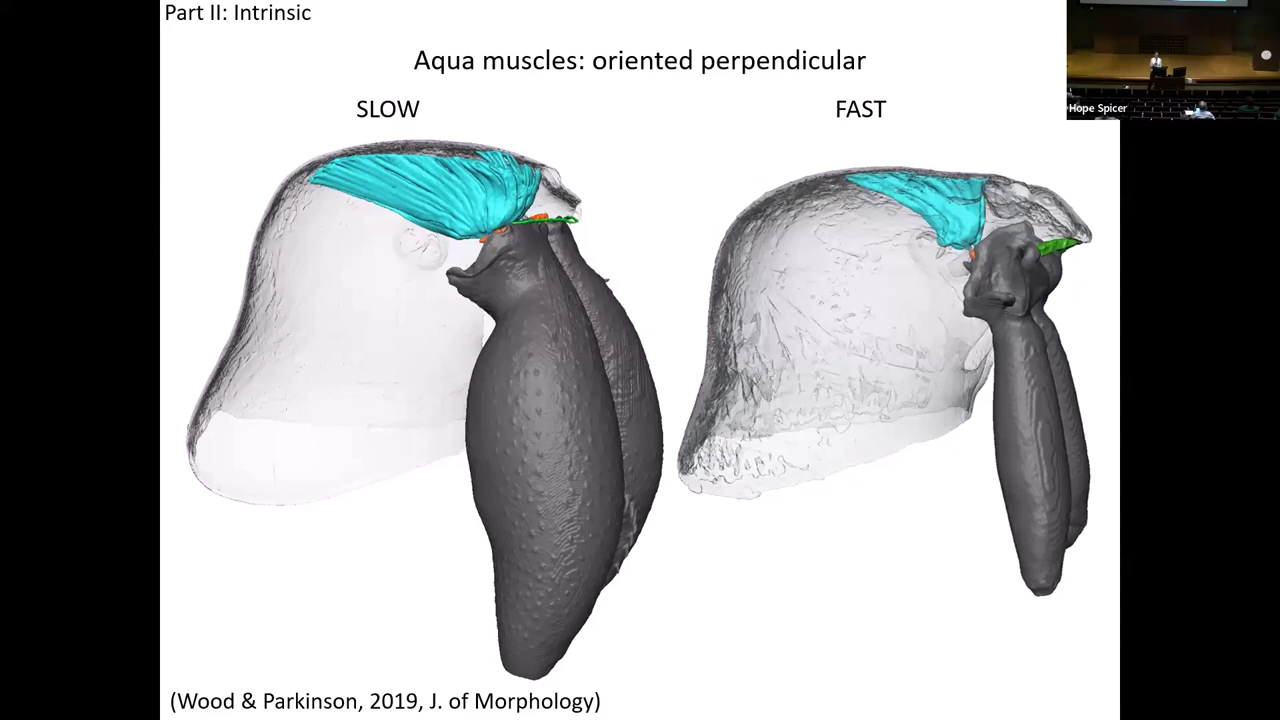 Part II: Intrinsic
Aqua muscles: oriented perpendicular
SLOW
FAST
Hope Spicer
(Wood & Parkinson, 2019, J. of Morphology)